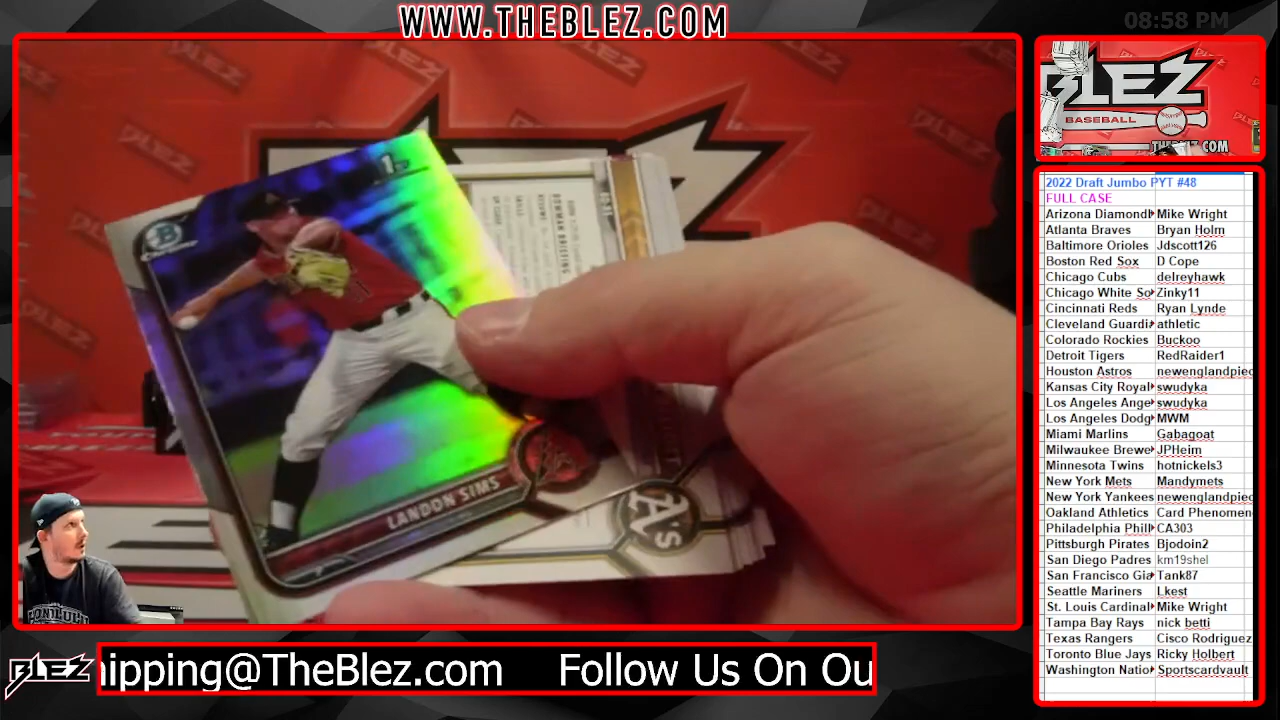 WWW.THEBLEZ.COM
08:58 PM
BLEZ
BASEBALL
2022 Draft Jumbo PYT #48
FULL CASE
Arizona Diamondl Mike Wright
Atlanta Braves Bryan Holm
Baltimore Orioles Jdscott126
Boston Red Sox D Cope
Chicago Cubs delreyhawk
Chicago White So Zinky11
Cincinnati Reds Ryan Lynde
Cleveland Guardi athletic
Colorado Rockies Buckoo
Detroit Tigers RedRaider1
Houston Astros newenglandpiec
Kansas City Royal swudyka
Los Angeles Ange swudyka
Los Angeles Dodg MWM
Miami Marlins Gabagoat
Milwaukee Brewe JPHeim
Minnesota Twins hotnickels3
New York Mets Mandymets
New York Yankees newenglandpiec
Oakland Athletics Card Phenomen
Philadelphia Phill CA303
Pittsburgh Pirates Bjodoin2
San Diego Padres km19shel
San Francisco Gia Tank87
Seattle Mariners Lkest
St. Louis Cardinal Mike Wright
Tampa Bay Rays nick betti
Texas Rangers Cisco Rodriguez
Toronto Blue Jays Ricky Holbert
Washington Natio Sportscardvault
1st
B
LANDON SIMS
A's
BOWMAN BRIEFING
BLEZ
hipping@TheBlez.com Follow Us On Ou